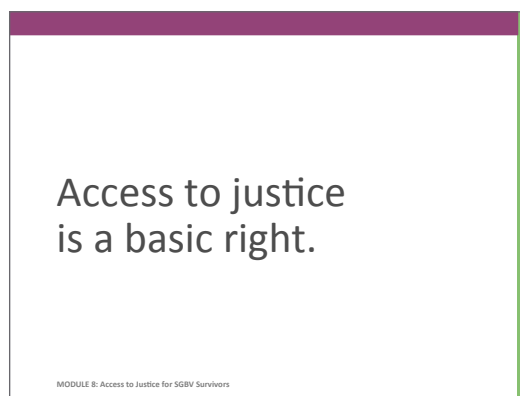 Access to justice
is a basic right.
MODULE 8: Access to Justice for SGBV Survivors